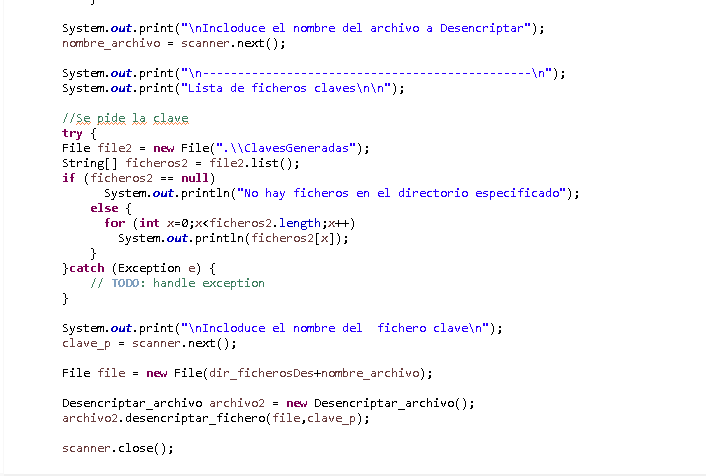 }
System.out.print("\nIncloduce el nombre del archivo a Desencriptar");
nombre_archivo = scanner.next();
System.out.print("\n-----------------------------------------------\n");
System.out.print("Lista de ficheros claves\n\n");
//Se pide la clave
try {
File file2 = new File(".\\ClavesGeneradas");
String[] ficheros2 = file2.list();
if (ficheros2 == null)
System.out.println("No hay ficheros en el directorio especificado");
else {
for (int x=0;x<ficheros2.length;x++)
System.out.println(ficheros2[x]);
}
}catch (Exception e) {
// TODO: handle exception
}
System.out.print("\nIncloduce el nombre del  fichero clave\n");
clave_p = scanner.next();
File file = new File(dir_ficherosDes+nombre_archivo);
Desencriptar_archivo archivo2 = new Desencriptar_archivo();
archivo2.desencriptar_fichero(file,clave_p);
scanner.close();